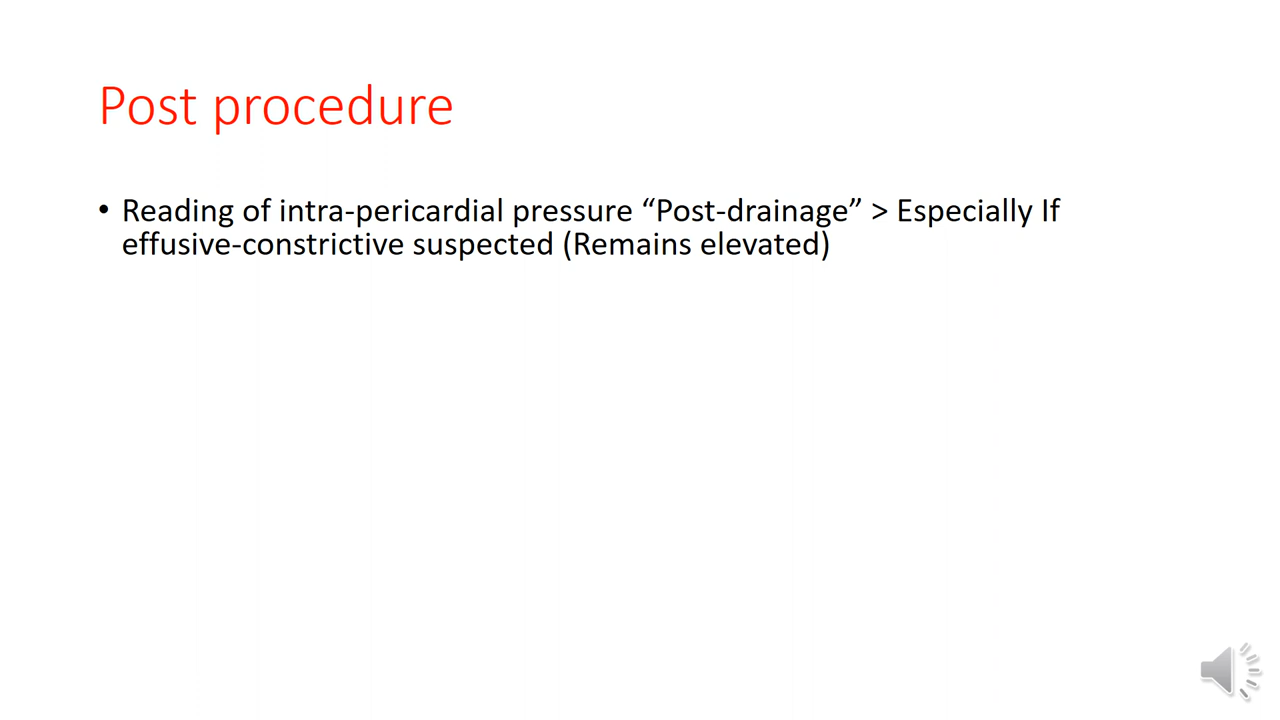 Post procedure
• Reading of intra-pericardial pressure “Post-drainage” > Especially If
effusive-constrictive suspected (Remains elevated)